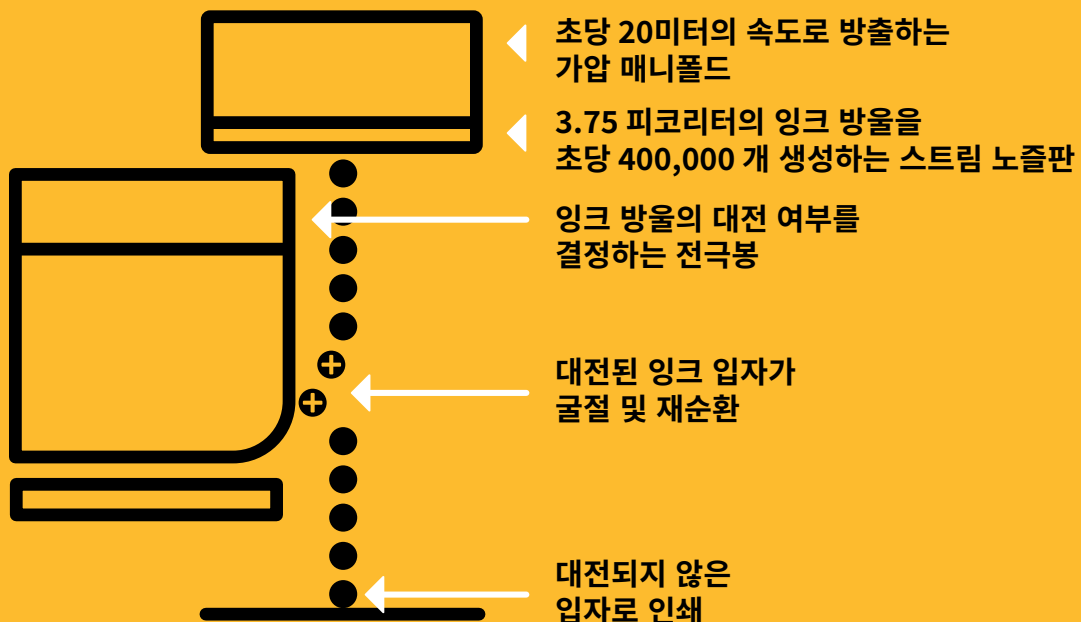 초당 20미터의 속도로 방출하는
가압 매니폴드
3.75 피코리터의 잉크 방울을
초당 400,000 개 생성하는 스트림 노즐판
잉크 방울의 대전 여부를
결정하는 전극봉
대전된 잉크 입자가
굴절 및 재순환
대전되지 않은
입자로 인쇄